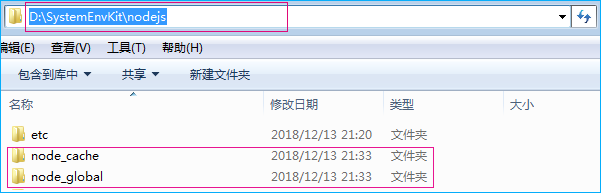 D:\SystemEnvKit\nodejs
编辑(E) 查看(V) 工具(T) 帮助(H)
包含到库中 共享 新建文件夹
名称 修改日期 类型 大小
etc 2018/12/13 21:20 文件夹
node_cache 2018/12/13 21:33 文件夹
node_global 2018/12/13 21:33 文件夹